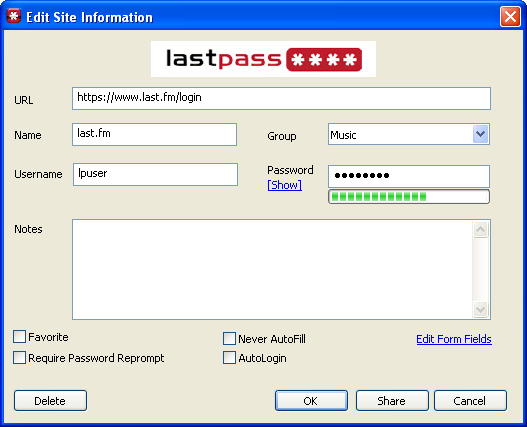 Edit Site Information
lastpass ****
URL https://www.last.fm/login
Name last.fm Group Music
Username lpuser Password ••••••••
[Show]
Notes
Favorite Never AutoFill Edit Form Fields
Require Password Reprompt AutoLogin
Delete OK Share Cancel